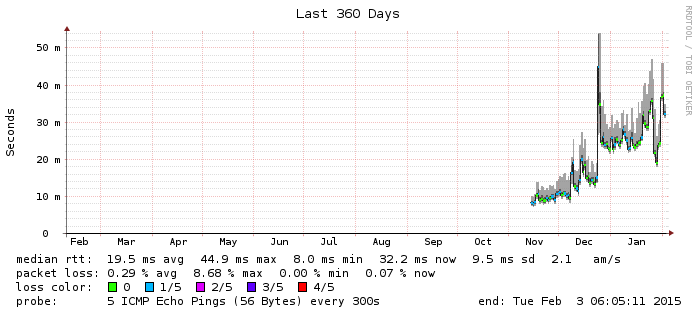 Last 360 Days
RRDTOOL / TOBI OETIKER
Seconds
50 m
40 m
30 m
20 m
10 m
0
Feb Mar Apr May Jun Jul Aug Sep Oct Nov Dec Jan
median rtt: 19.5 ms avg 44.9 ms max 8.0 ms min 32.2 ms now 9.5 ms sd 2.1 am/s
packet loss: 0.29 % avg 8.68 % max 0.00 % min 0.07 % now
loss color: 0 1/5 2/5 3/5 4/5
probe: 5 ICMP Echo Pings (56 Bytes) every 300s end: Tue Feb 3 06:05:11 2015